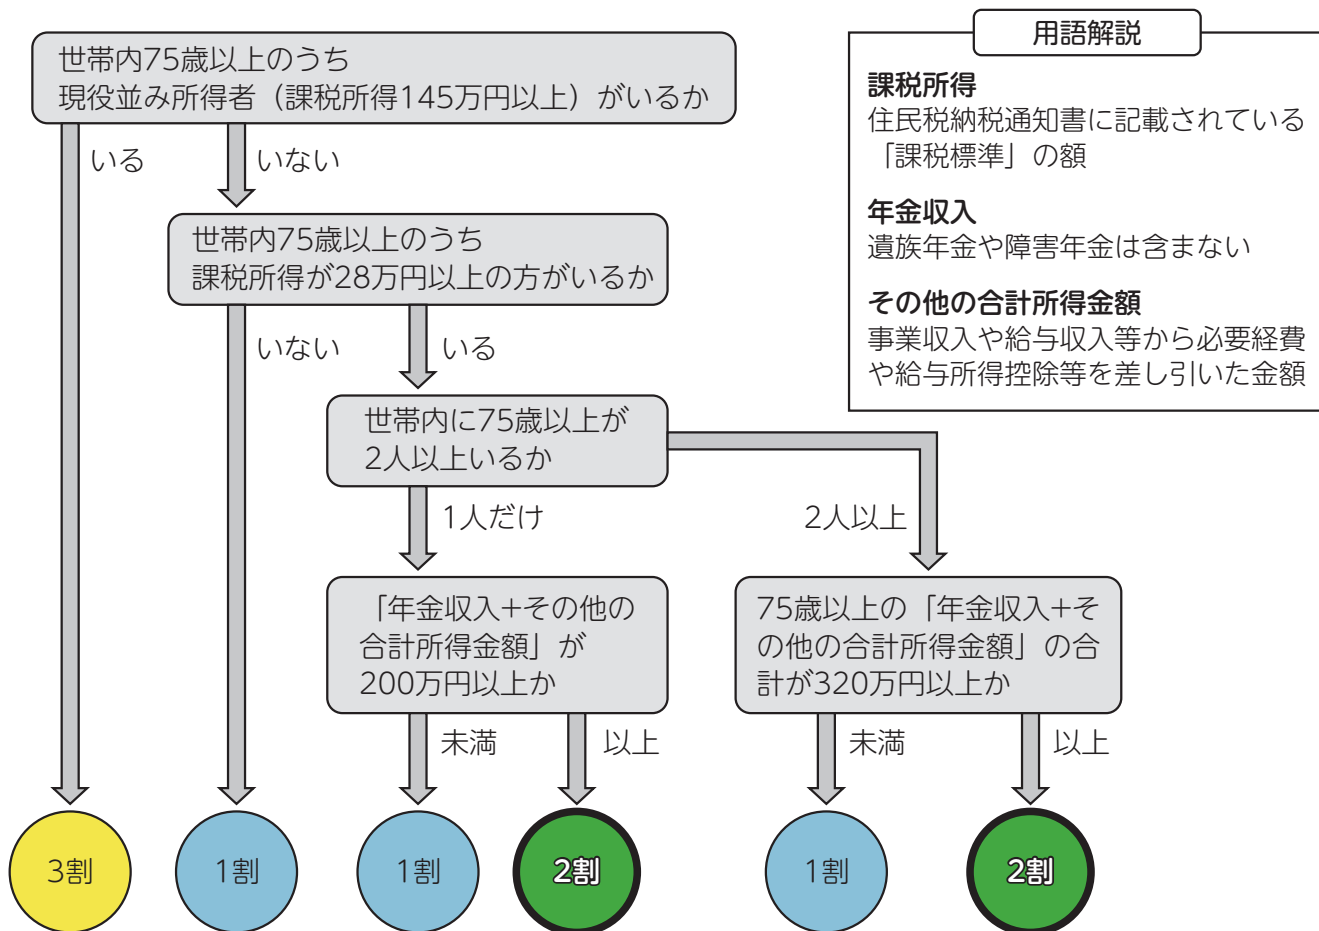 世帯内75歳以上のうち
現役並み所得者（課税所得145万円以上）がいるか
いる
いない
世帯内75歳以上のうち
課税所得が28万円以上の方がいるか
いない
いる
世帯内に75歳以上が
2人以上いるか
1人だけ
2人以上
「年金収入+その他の
合計所得金額」が
200万円以上か
75歳以上の「年金収入+そ
の他の合計所得金額」の合
計が320万円以上か
未満
以上
未満
以上
3割
1割
1割
2割
1割
2割
用語解説
課税所得
住民税納税通知書に記載されている
「課税標準」の額
年金収入
遺族年金や障害年金は含まない
その他の合計所得金額
事業収入や給与収入等から必要経費
や給与所得控除等を差し引いた金額